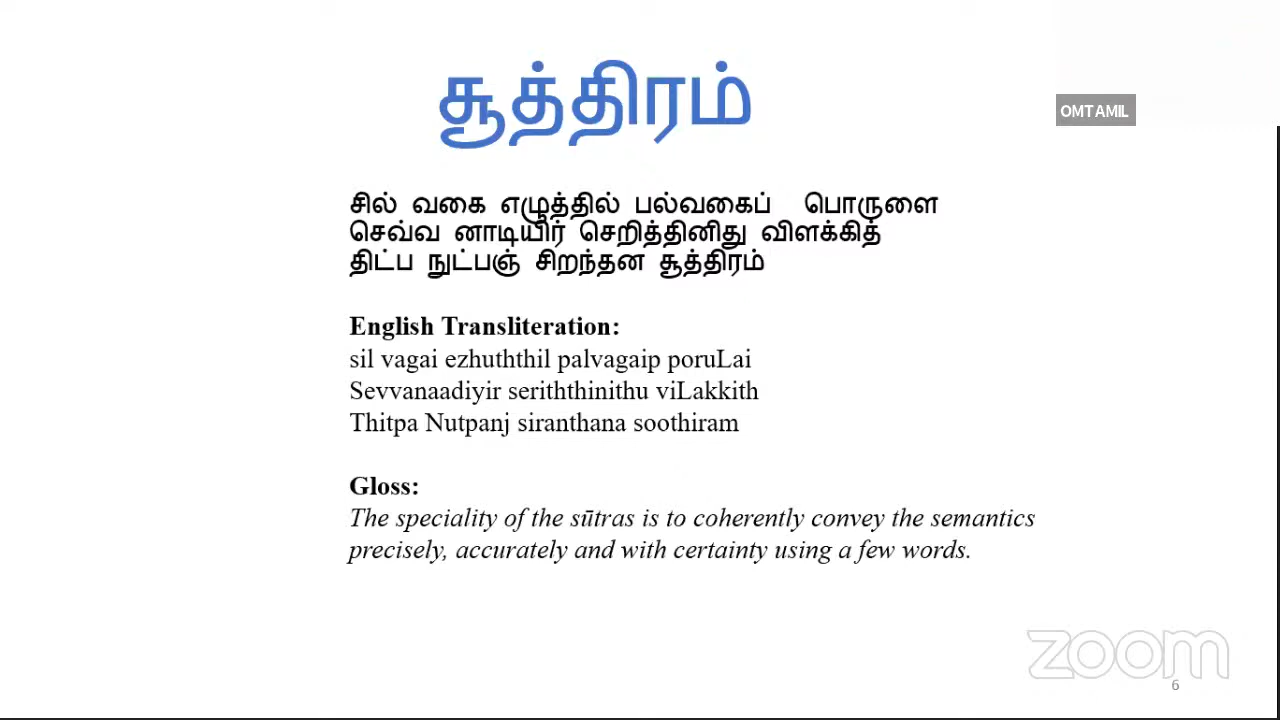 சூத்திரம்
OMTAMIL
சில் வகை எழுத்தில் பல்வகைப் பொருளை
செவ்வ னாடியிர் செறித்தினிது விளக்கித்
திட்ப நுட்பஞ் சிறந்தன சூத்திரம்
English Transliteration:
sil vagai ezhuththil palvagaip poruLai
Sevvanaadiyir seriththinithu viLakkith
Thitpa Nutpanj siranthana soothiram
Gloss:
The speciality of the sūtras is to coherently convey the semantics
precisely, accurately and with certainty using a few words.
zoom
6